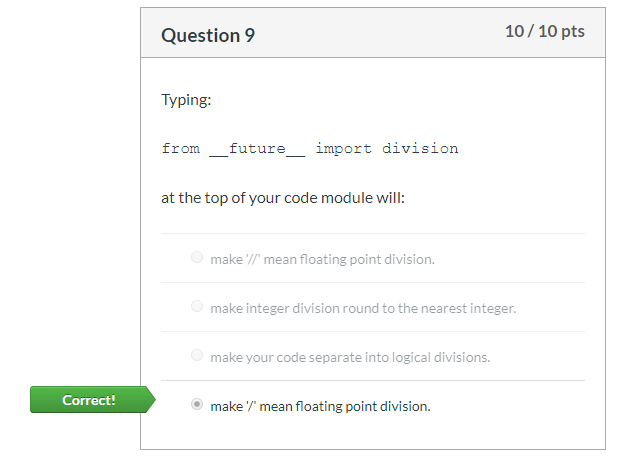 Question 9
10 / 10 pts
Typing:
from __future__ import division
at the top of your code module will:
make '//' mean floating point division.
make integer division round to the nearest integer.
make your code separate into logical divisions.
Correct!
make '/' mean floating point division.